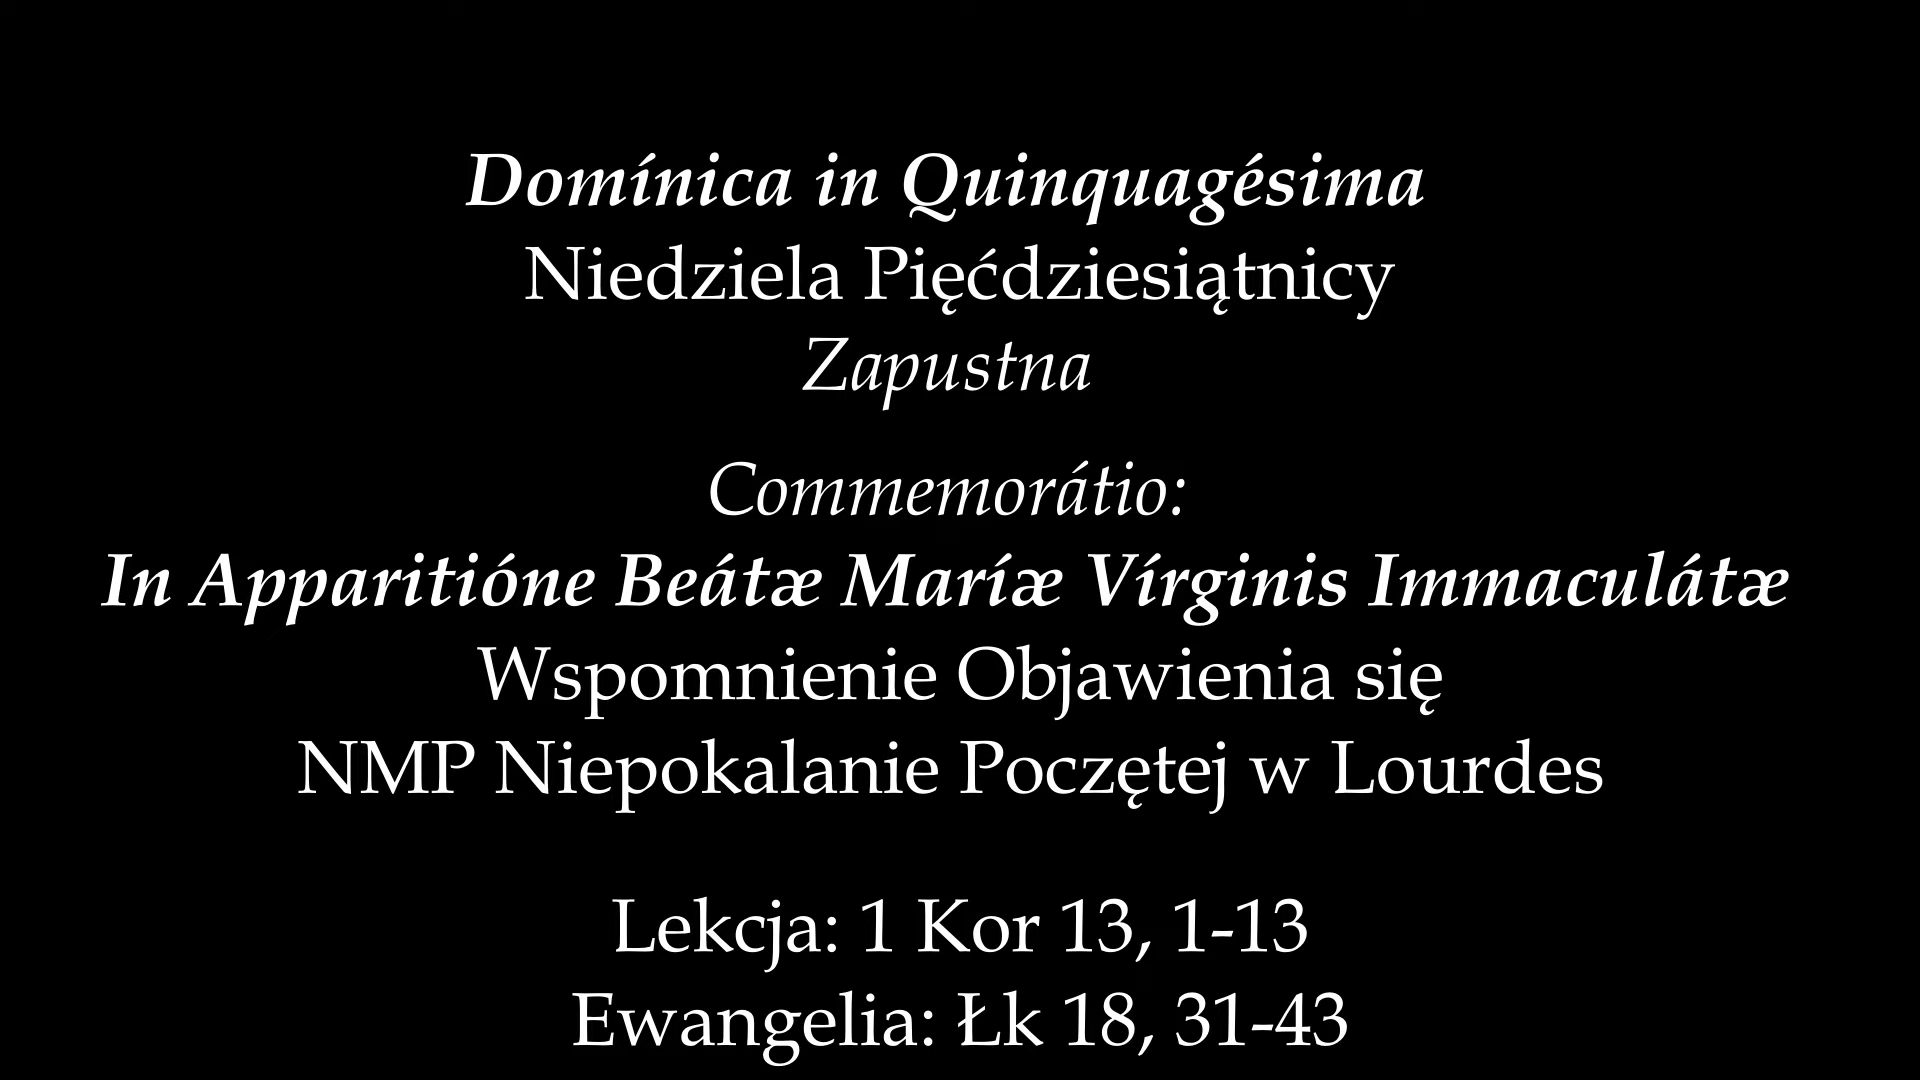 Domínica in Quinquagésima
Niedziela Pięćdziesiątnicy
Zapustna
Commemorátio:
In Apparitióne Beátæ Maríæ Vírginis Immaculátæ
Wspomnienie Objawienia się
NMP Niepokalanie Poczętej w Lourdes
Lekcja: 1 Kor 13, 1-13
Ewangelia: Łk 18, 31-43